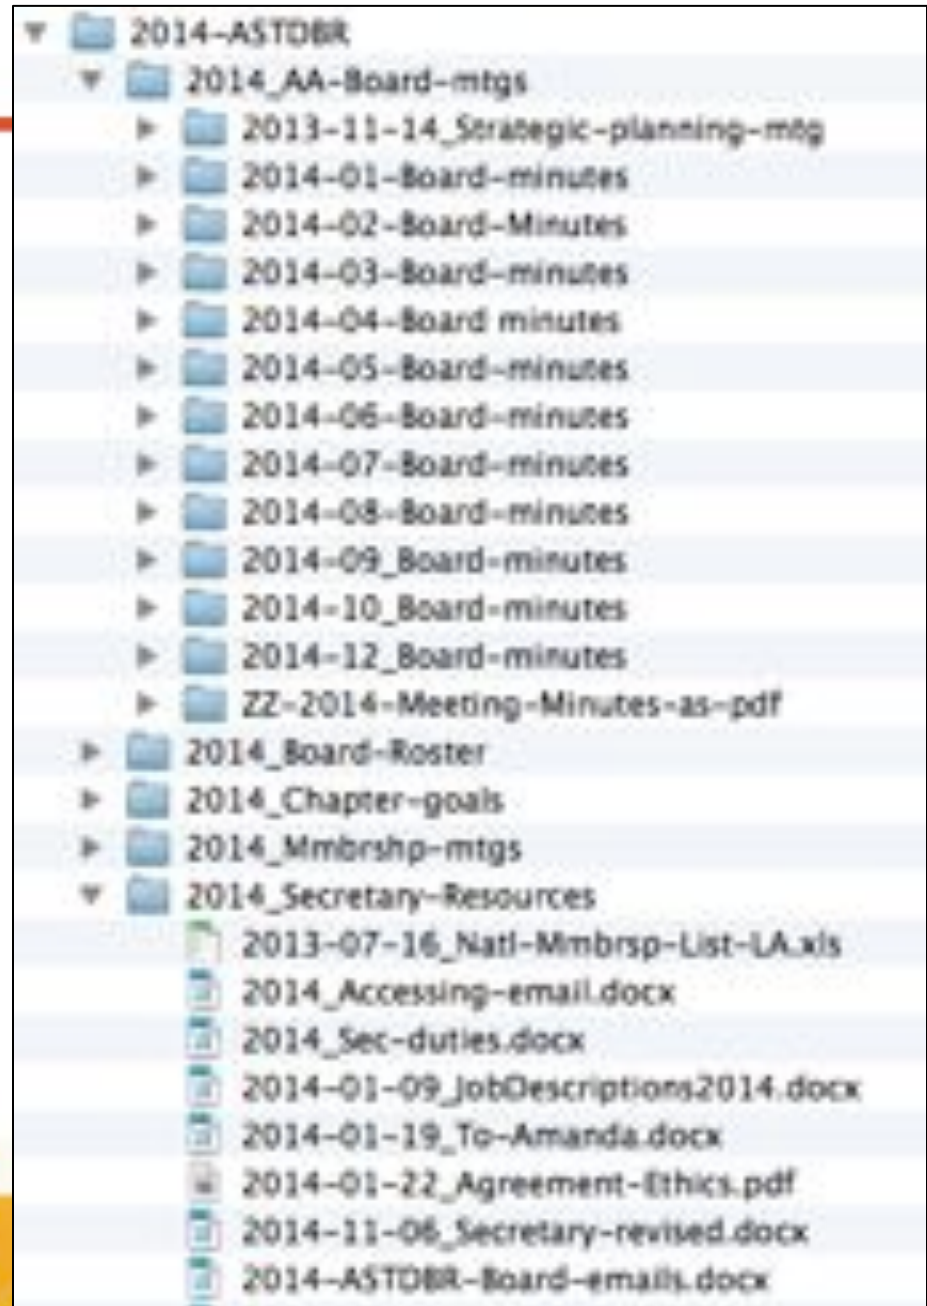 2014-ASTDBR
2014_AA-Board-mtgs
2013-11-14_Strategic-planning-mtg
2014-01-Board-minutes
2014-02-Board-Minutes
2014-03-Board-minutes
2014-04-Board minutes
2014-05-Board-minutes
2014-06-Board-minutes
2014-07-Board-minutes
2014-08-Board-minutes
2014-09_Board-minutes
2014-10_Board-minutes
2014-12_Board-minutes
ZZ-2014-Meeting-Minutes-as-pdf
2014_Board-Roster
2014_Chapter-goals
2014_Mmbrshp-mtgs
2014_Secretary-Resources
2013-07-16_Natl-Mmbrsp-List-LA.xls
2014_Accessing-email.docx
2014_Sec-duties.docx
2014-01-09_JobDescriptions2014.docx
2014-01-19_To-Amanda.docx
2014-01-22_Agreement-Ethics.pdf
2014-11-06_Secretary-revised.docx
2014-ASTDBR-Board-emails.docx